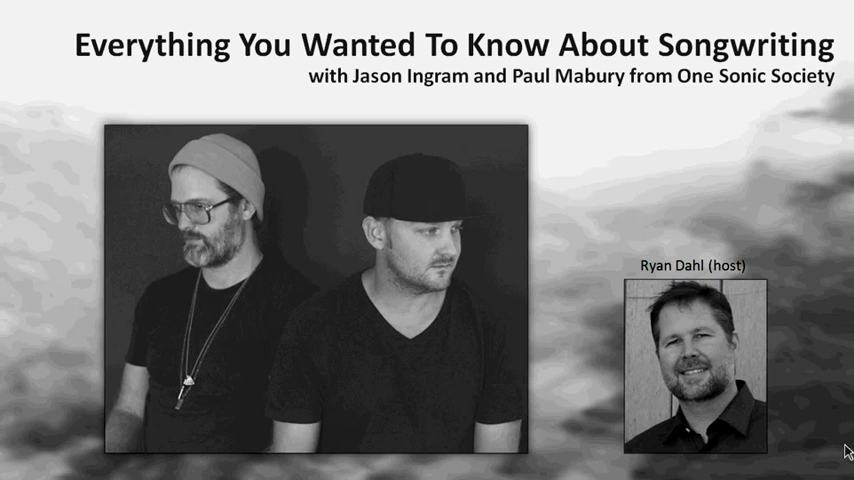 Everything You Wanted To Know About Songwriting
with Jason Ingram and Paul Mabury from One Sonic Society
Ryan Dahl (host)